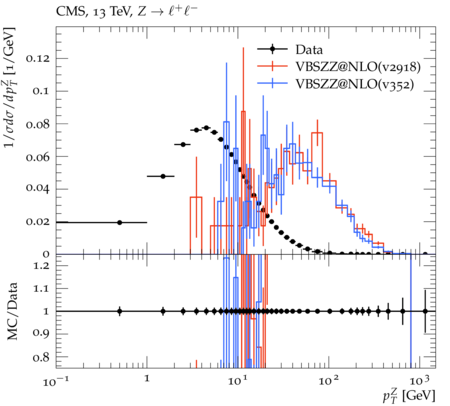 CMS, 13 TeV, Z → ℓ⁺ℓ⁻
Data
VBSZZ@NLO(v2918)
VBSZZ@NLO(v352)
1/σdσ/dp_T^Z [1/GeV]
0.12
0.1
0.08
0.06
0.04
0.02
0
MC/Data
1.2
1.1
1
0.9
0.8
10⁻¹ 1 10¹ 10² 10³
p_T^Z [GeV]